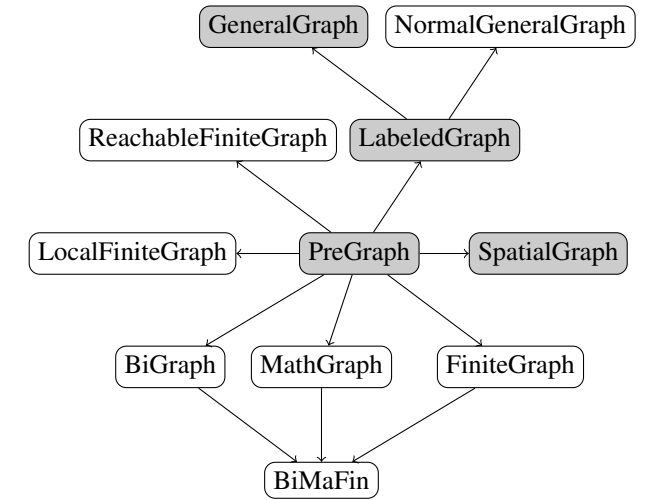 GeneralGraph
NormalGeneralGraph
ReachableFiniteGraph
LabeledGraph
LocalFiniteGraph
PreGraph
SpatialGraph
BiGraph
MathGraph
FiniteGraph
BiMaFin